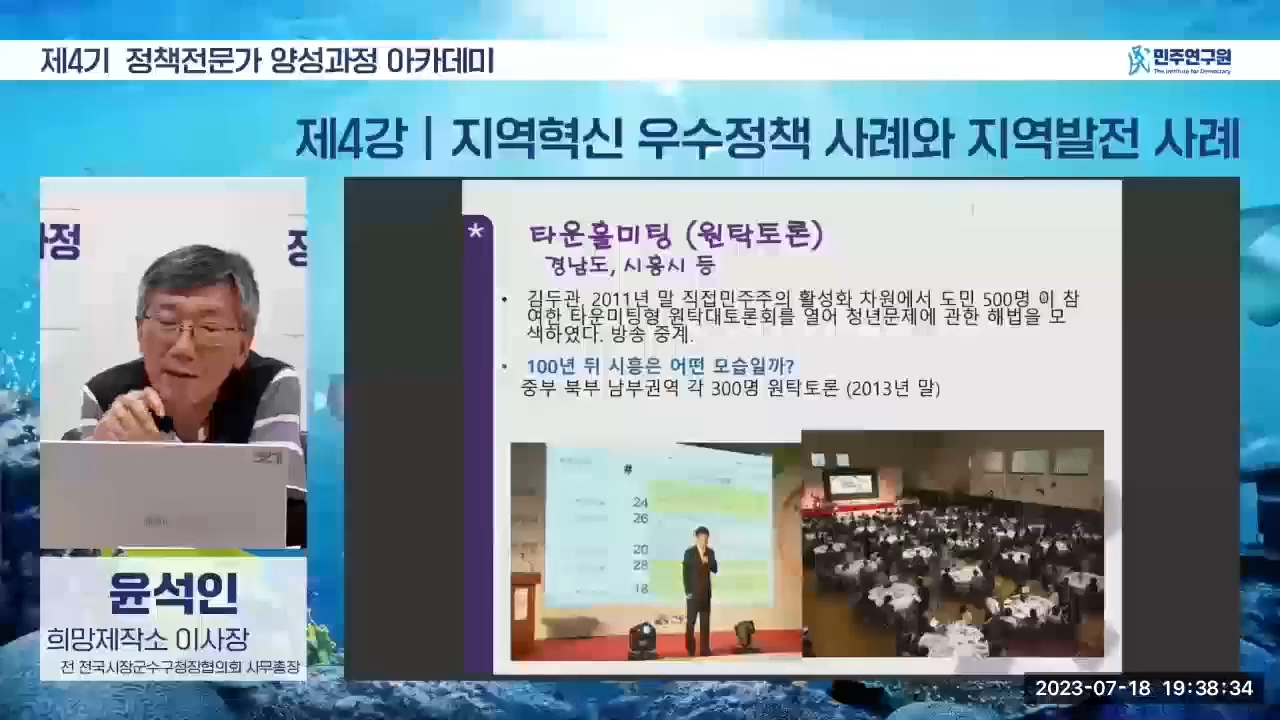 제4기 정책전문가 양성과정 아카데미
민주연구원
The Institute for Democracy
제4강 | 지역혁신 우수정책 사례와 지역발전 사례
*
타운홀미팅 (원탁토론)
경남도, 시흥시 등
• 김두관, 2011년 말 직접민주주의 활성화 차원에서 도민 500명 이 참
여한 타운미팅형 원탁대토론회를 열어 청년문제에 관한 해법을 모
색하였다. 방송 중계.
• 100년 뒤 시흥은 어떤 모습일까?
중부 북부 남부권역 각 300명 원탁토론 (2013년 말)
#
24
26
20
28
18
정
윤석인
희망제작소 이사장
전 전국시장군수구청장협의회 사무총장
2023-07-18 19:38:34